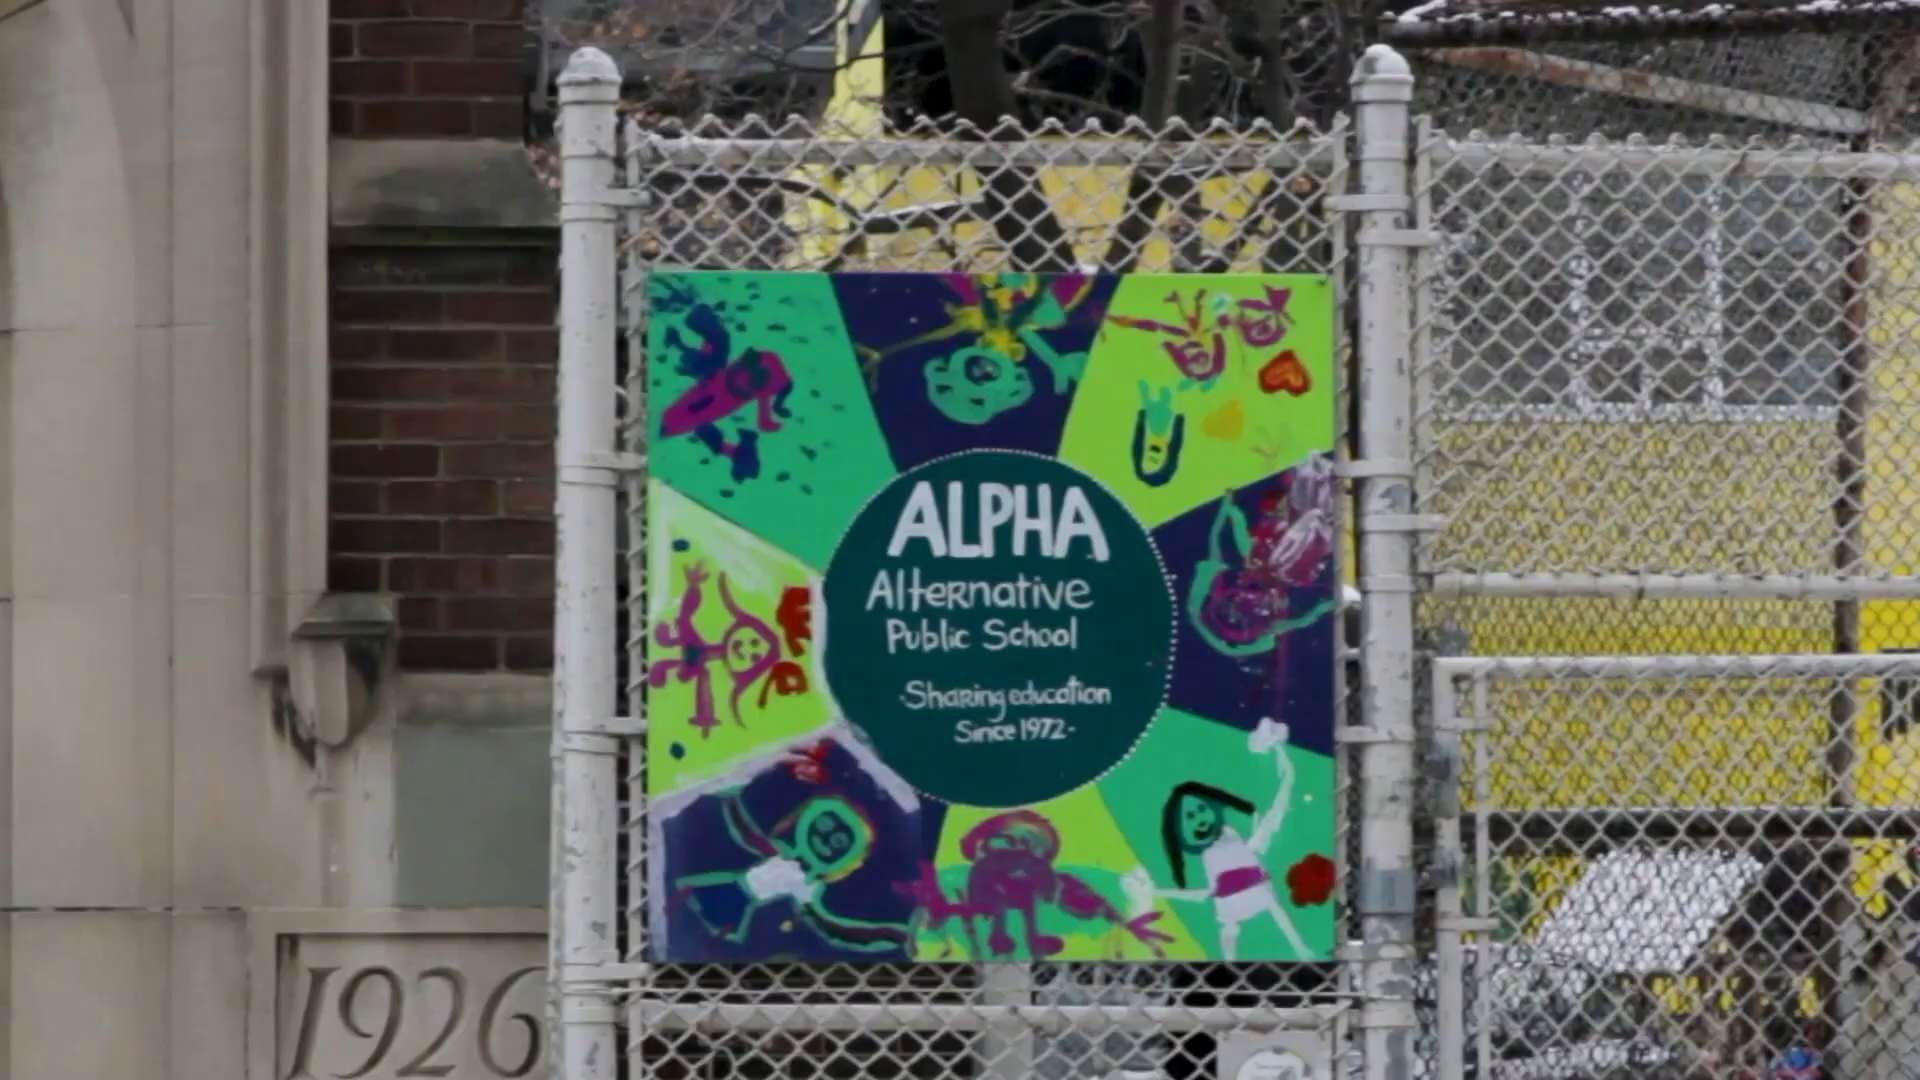 ALPHA
Alternative
Public School
-Sharing education
Since 1972-
1926